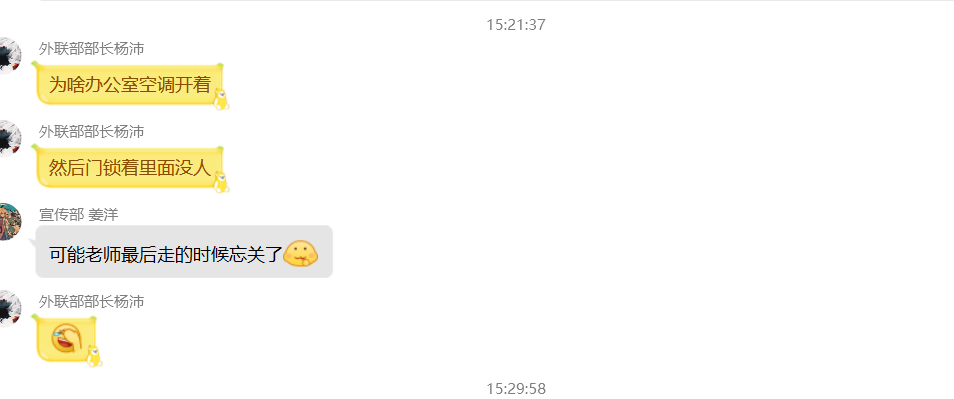 15:21:37
外联部部长杨沛
为啥办公室空调开着
外联部部长杨沛
然后门锁着里面没人
宣传部 姜洋
可能老师最后走的时候忘关了
外联部部长杨沛
15:29:58